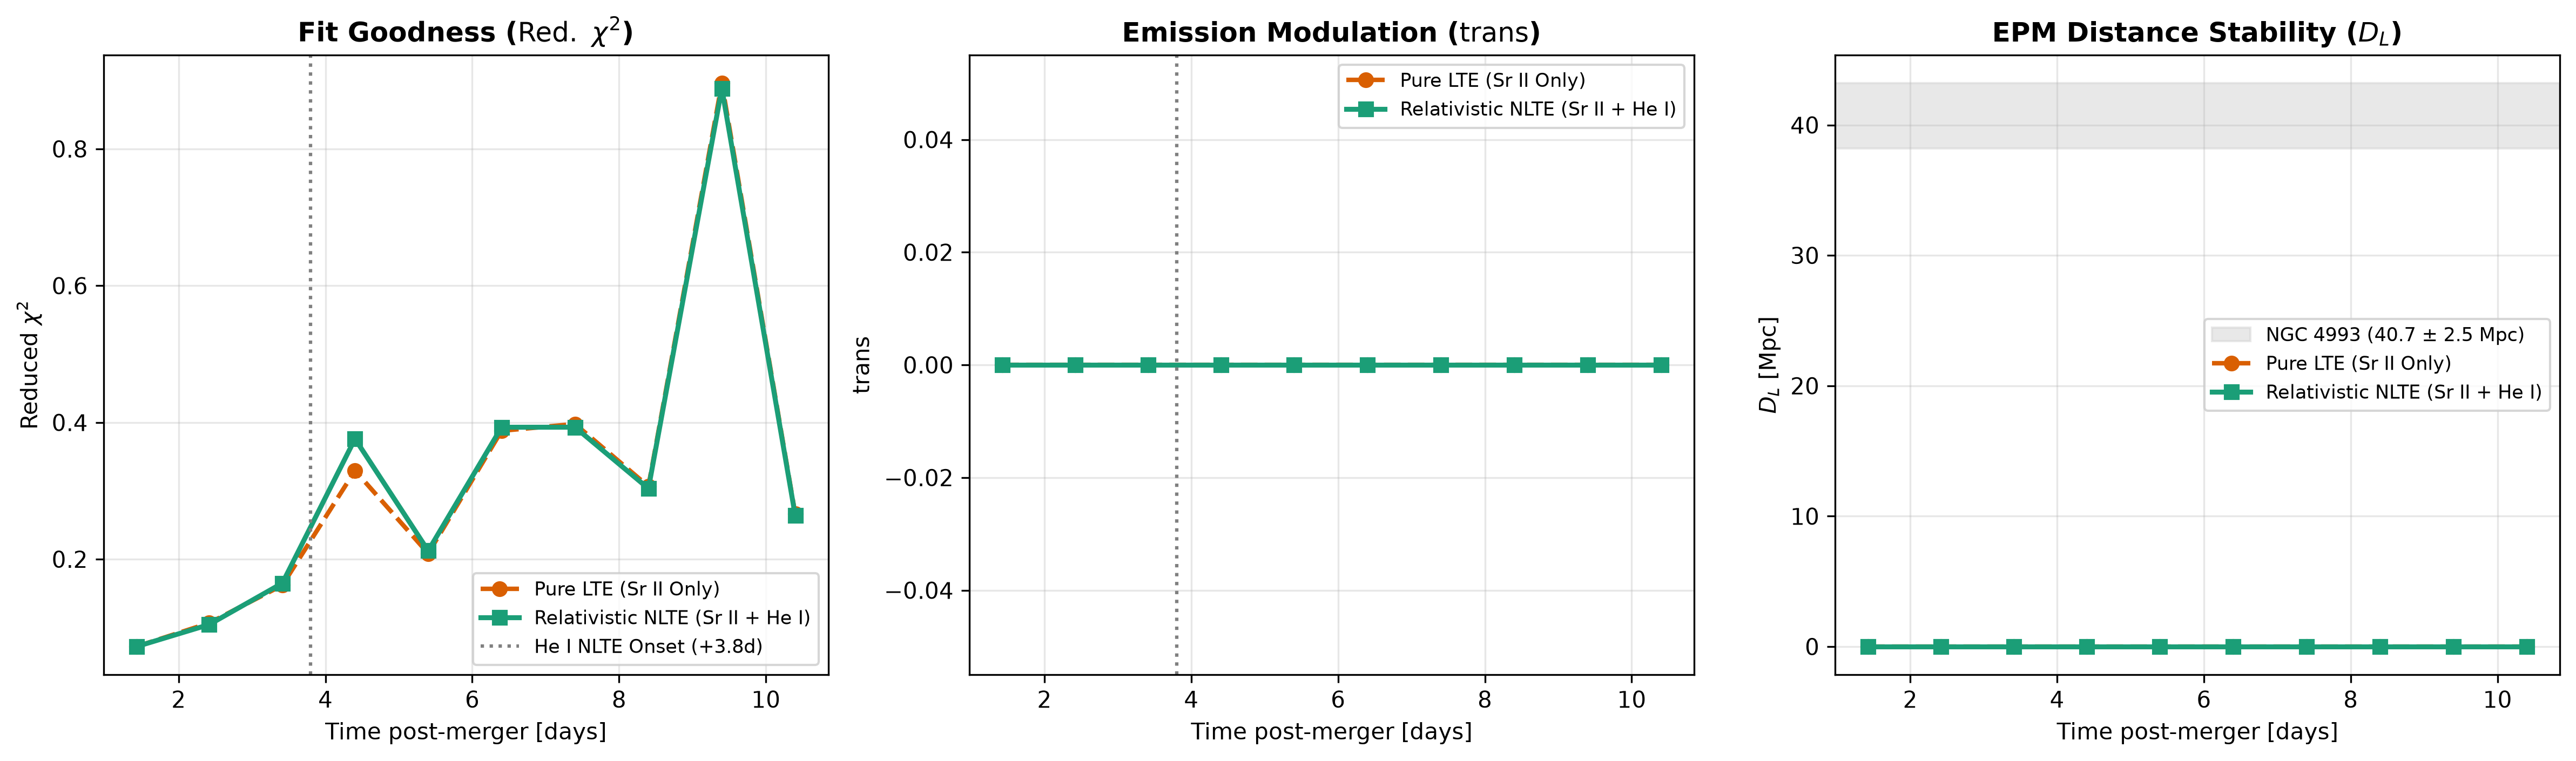 Fit Goodness (Red. χ²)
Reduced χ²
0.8
0.6
0.4
0.2
Pure LTE (Sr II Only)
Relativistic NLTE (Sr II + He I)
He I NLTE Onset (+3.8d)
2 4 6 8 10
Time post-merger [days]
Emission Modulation (trans)
trans
0.04
0.02
0.00
−0.02
−0.04
Pure LTE (Sr II Only)
Relativistic NLTE (Sr II + He I)
2 4 6 8 10
Time post-merger [days]
EPM Distance Stability (D_L)
D_L [Mpc]
40
30
20
10
0
NGC 4993 (40.7 ± 2.5 Mpc)
Pure LTE (Sr II Only)
Relativistic NLTE (Sr II + He I)
2 4 6 8 10
Time post-merger [days]